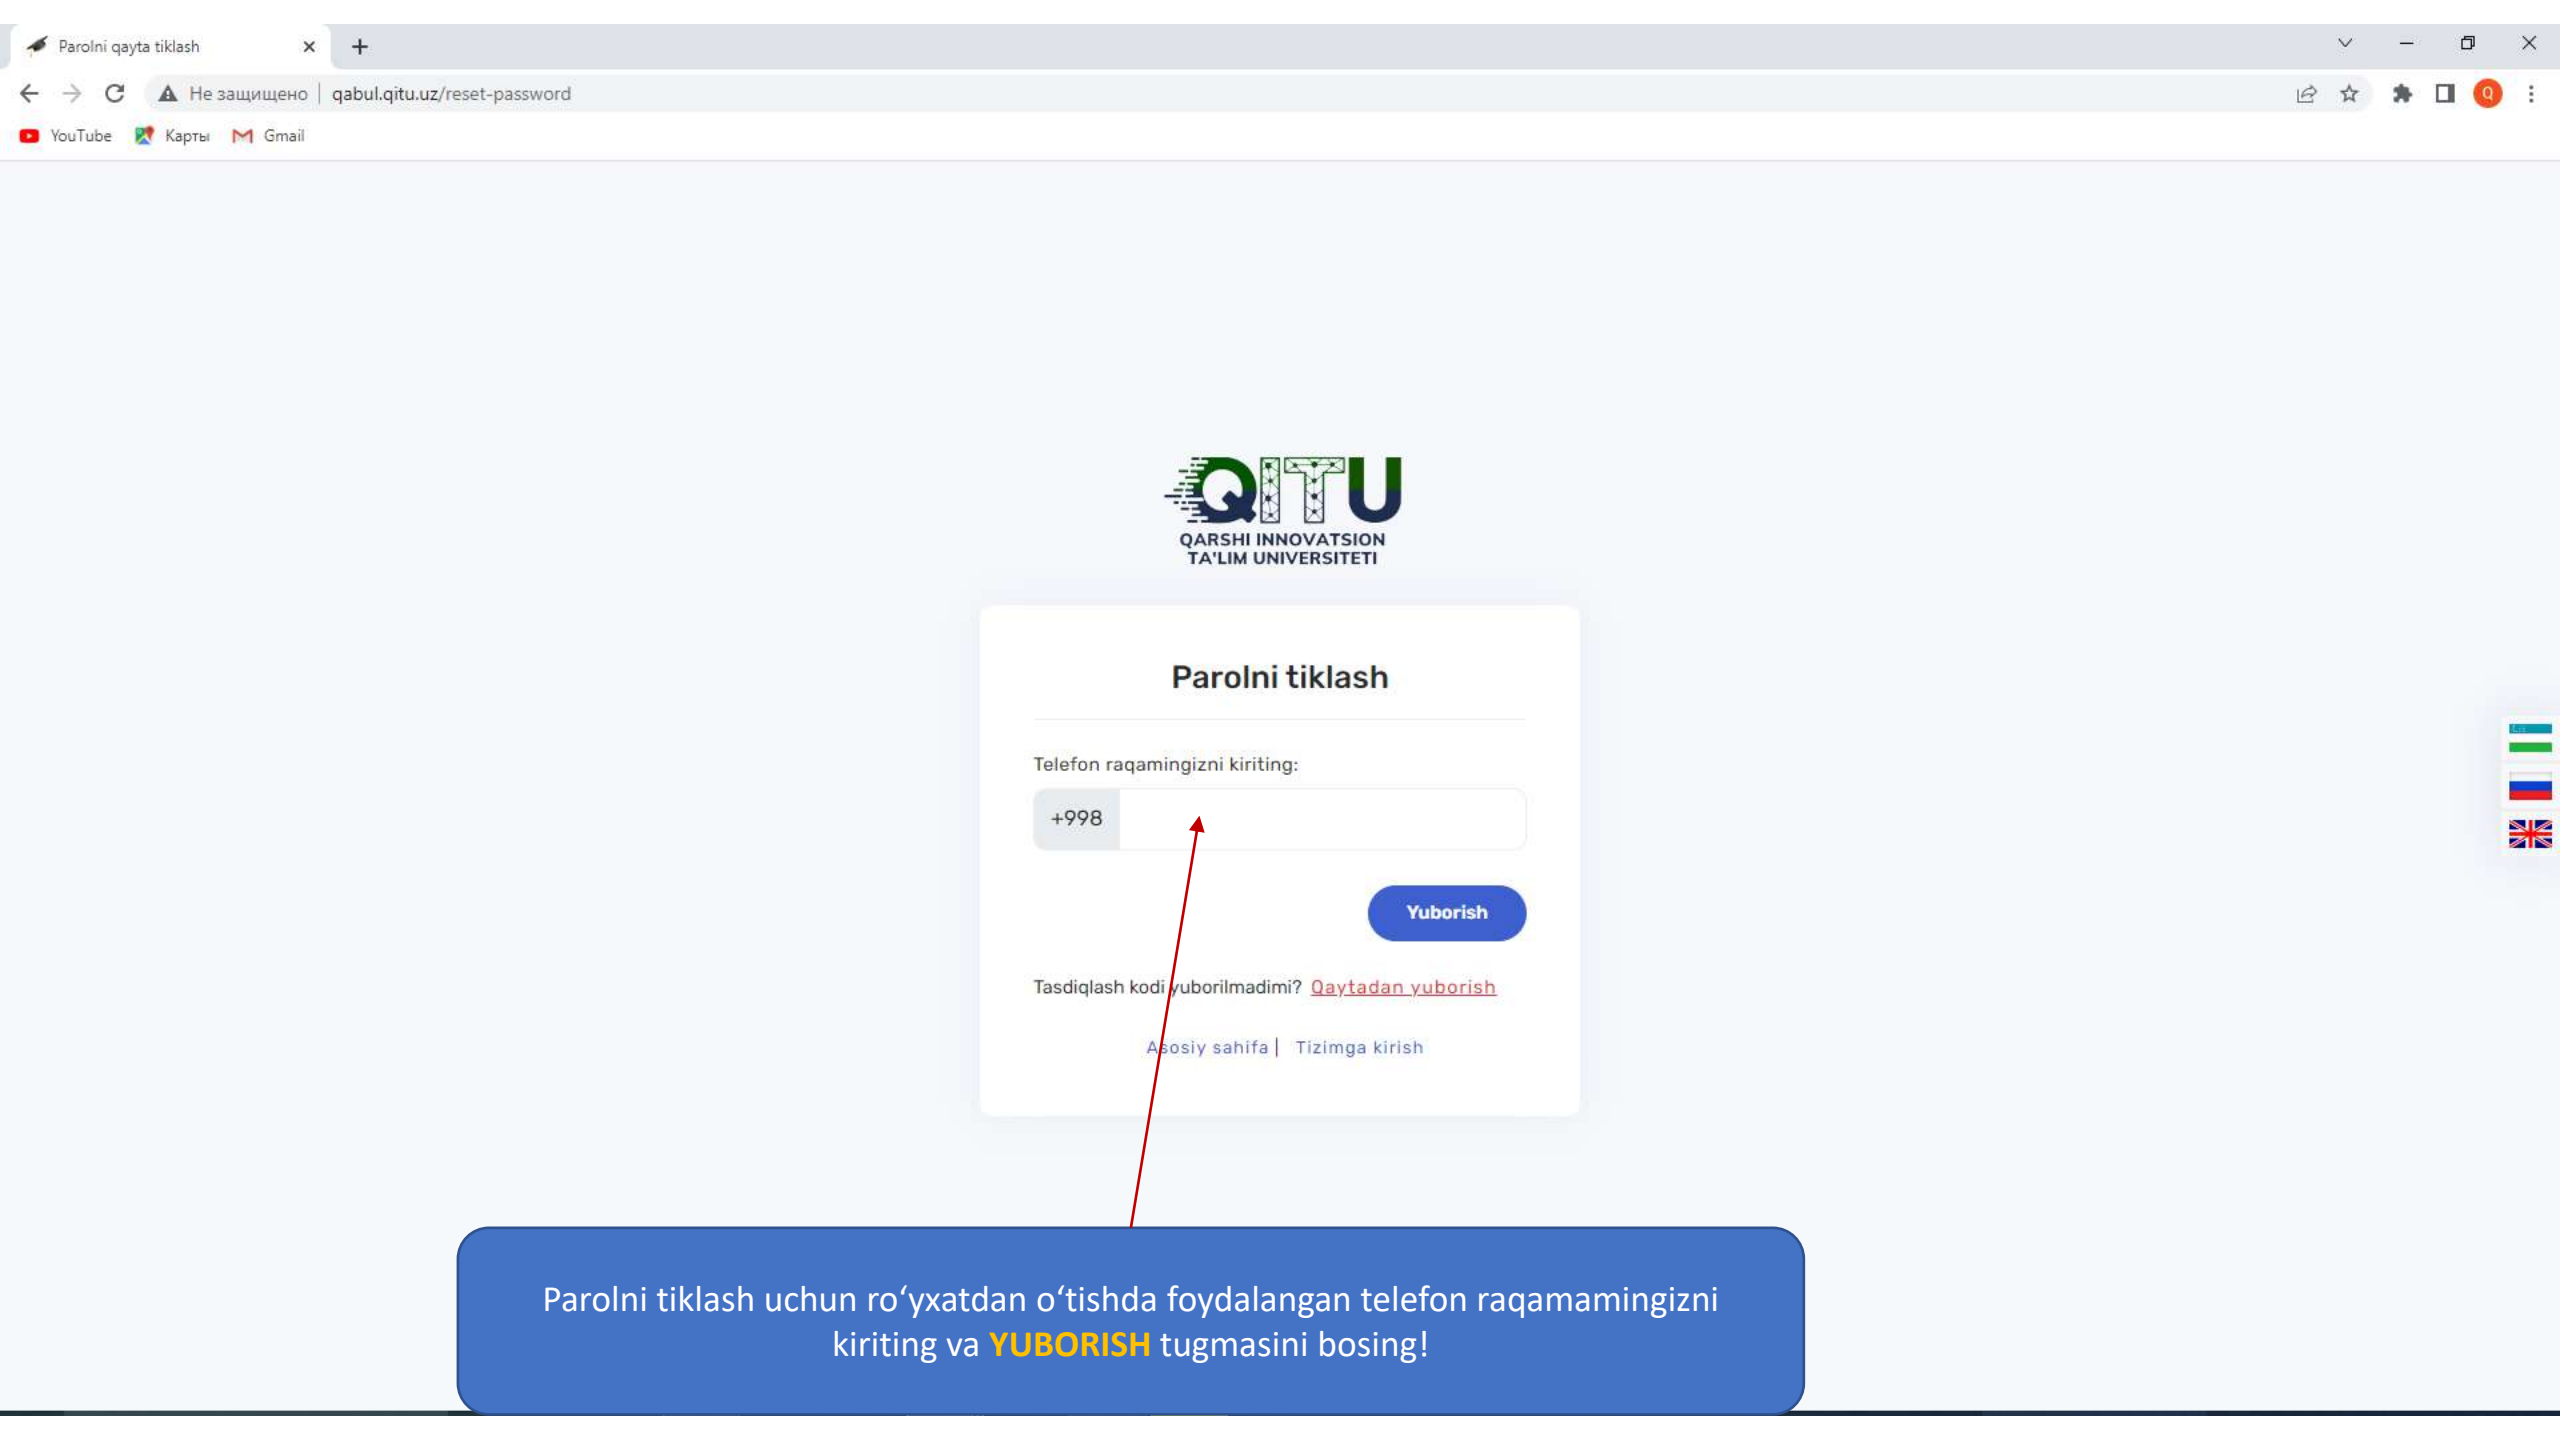 Parolni qayta tiklash
Не защищено | qabul.qitu.uz/reset-password
Q
YouTube Карты Gmail
QITU
QARSHI INNOVATSION
TA'LIM UNIVERSITETI
Parolni tiklash
Telefon raqamingizni kiriting:
+998
Yuborish
Tasdiqlash kodi yuborilmadimi? Qaytadan yuborish
Asosiy sahifa | Tizimga kirish
Parolni tiklash uchun ro‘yxatdan o‘tishda foydalangan telefon raqamamingizni
kiriting va YUBORISH tugmasini bosing!